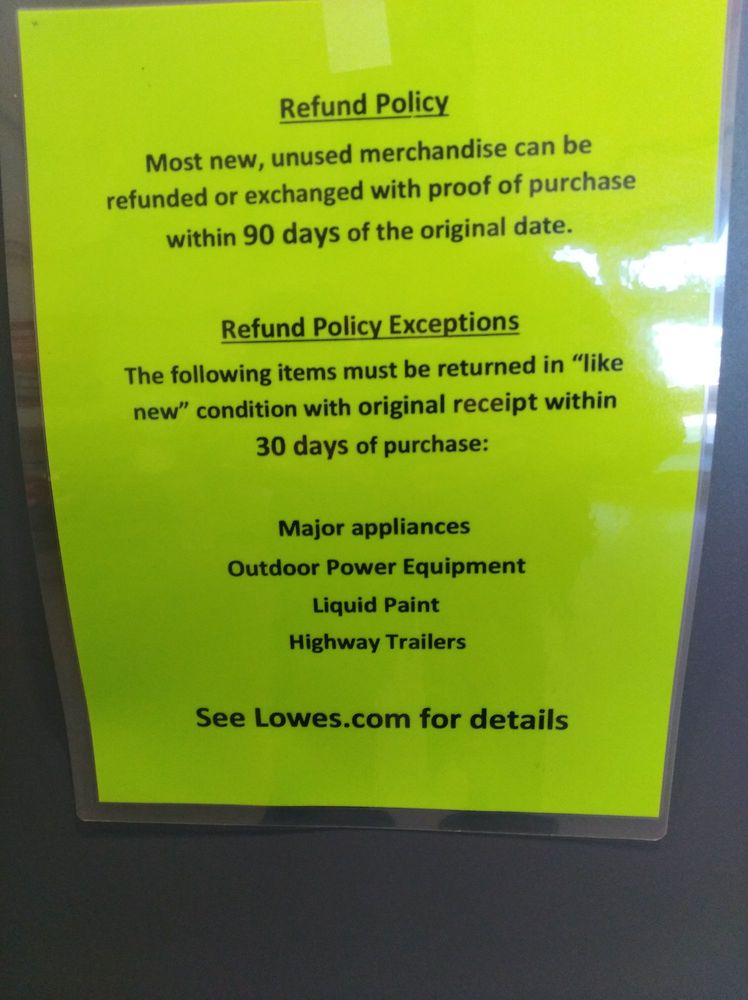 Refund Policy
Most new, unused merchandise can be
refunded or exchanged with proof of purchase
within 90 days of the original date.
Refund Policy Exceptions
The following items must be returned in “like
new” condition with original receipt within
30 days of purchase:
Major appliances
Outdoor Power Equipment
Liquid Paint
Highway Trailers
See Lowes.com for details